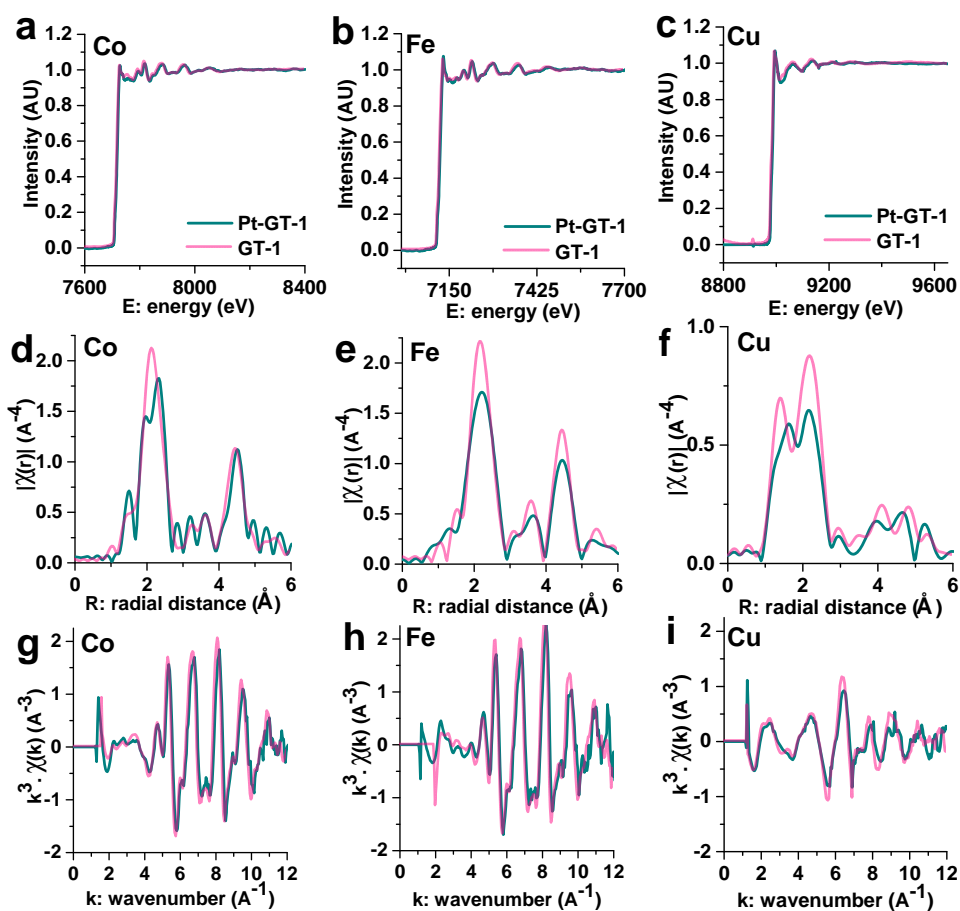 a Co
Intensity (AU)
1.2
1.0
0.8
0.6
0.4
0.2
0.0
Pt-GT-1
GT-1
7600 8000 8400
E: energy (eV)
b Fe
Intensity (AU)
1.2
1.0
0.8
0.6
0.4
0.2
0.0
Pt-GT-1
GT-1
7150 7425 7700
E: energy (eV)
c Cu
Intensity (AU)
1.2
1.0
0.8
0.6
0.4
0.2
0.0
Pt-GT-1
GT-1
8800 9200 9600
E: energy (eV)
d Co
|χ(r)| (A⁻⁴)
2.0
1.5
1.0
0.5
0.0
0 2 4 6
R: radial distance (Å)
e Fe
|χ(r)| (A⁻⁴)
2.0
1.5
1.0
0.5
0.0
0 2 4 6
R: radial distance (Å)
f Cu
|χ(r)| (A⁻⁴)
1.0
0.5
0.0
0 2 4 6
R: radial distance (Å)
g Co
k³· χ(k) (A⁻³)
2
1
0
-1
-2
0 2 4 6 8 10 12
k: wavenumber (A⁻¹)
h Fe
k³· χ(k) (A⁻³)
2
1
0
-1
-2
0 2 4 6 8 10 12
k: wavenumber (A⁻¹)
i Cu
k³· χ(k) (A⁻³)
2
1
0
-1
-2
0 2 4 6 8 10 12
k: wavenumber (A⁻¹)